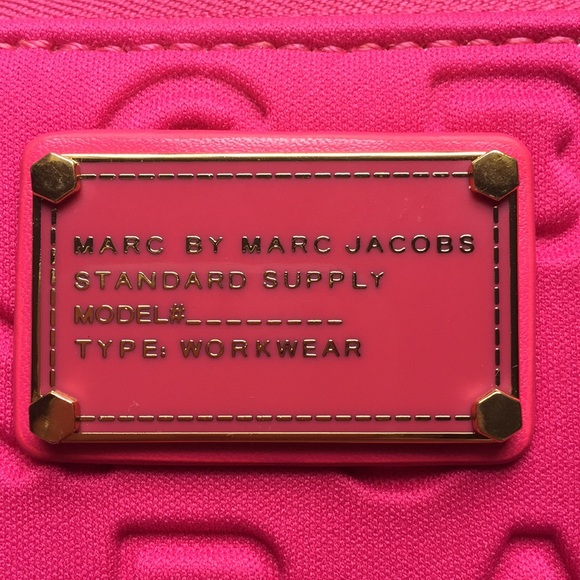 MARC BY MARC JACOBS
STANDARD SUPPLY
MODEL#_________
TYPE: WORKWEAR